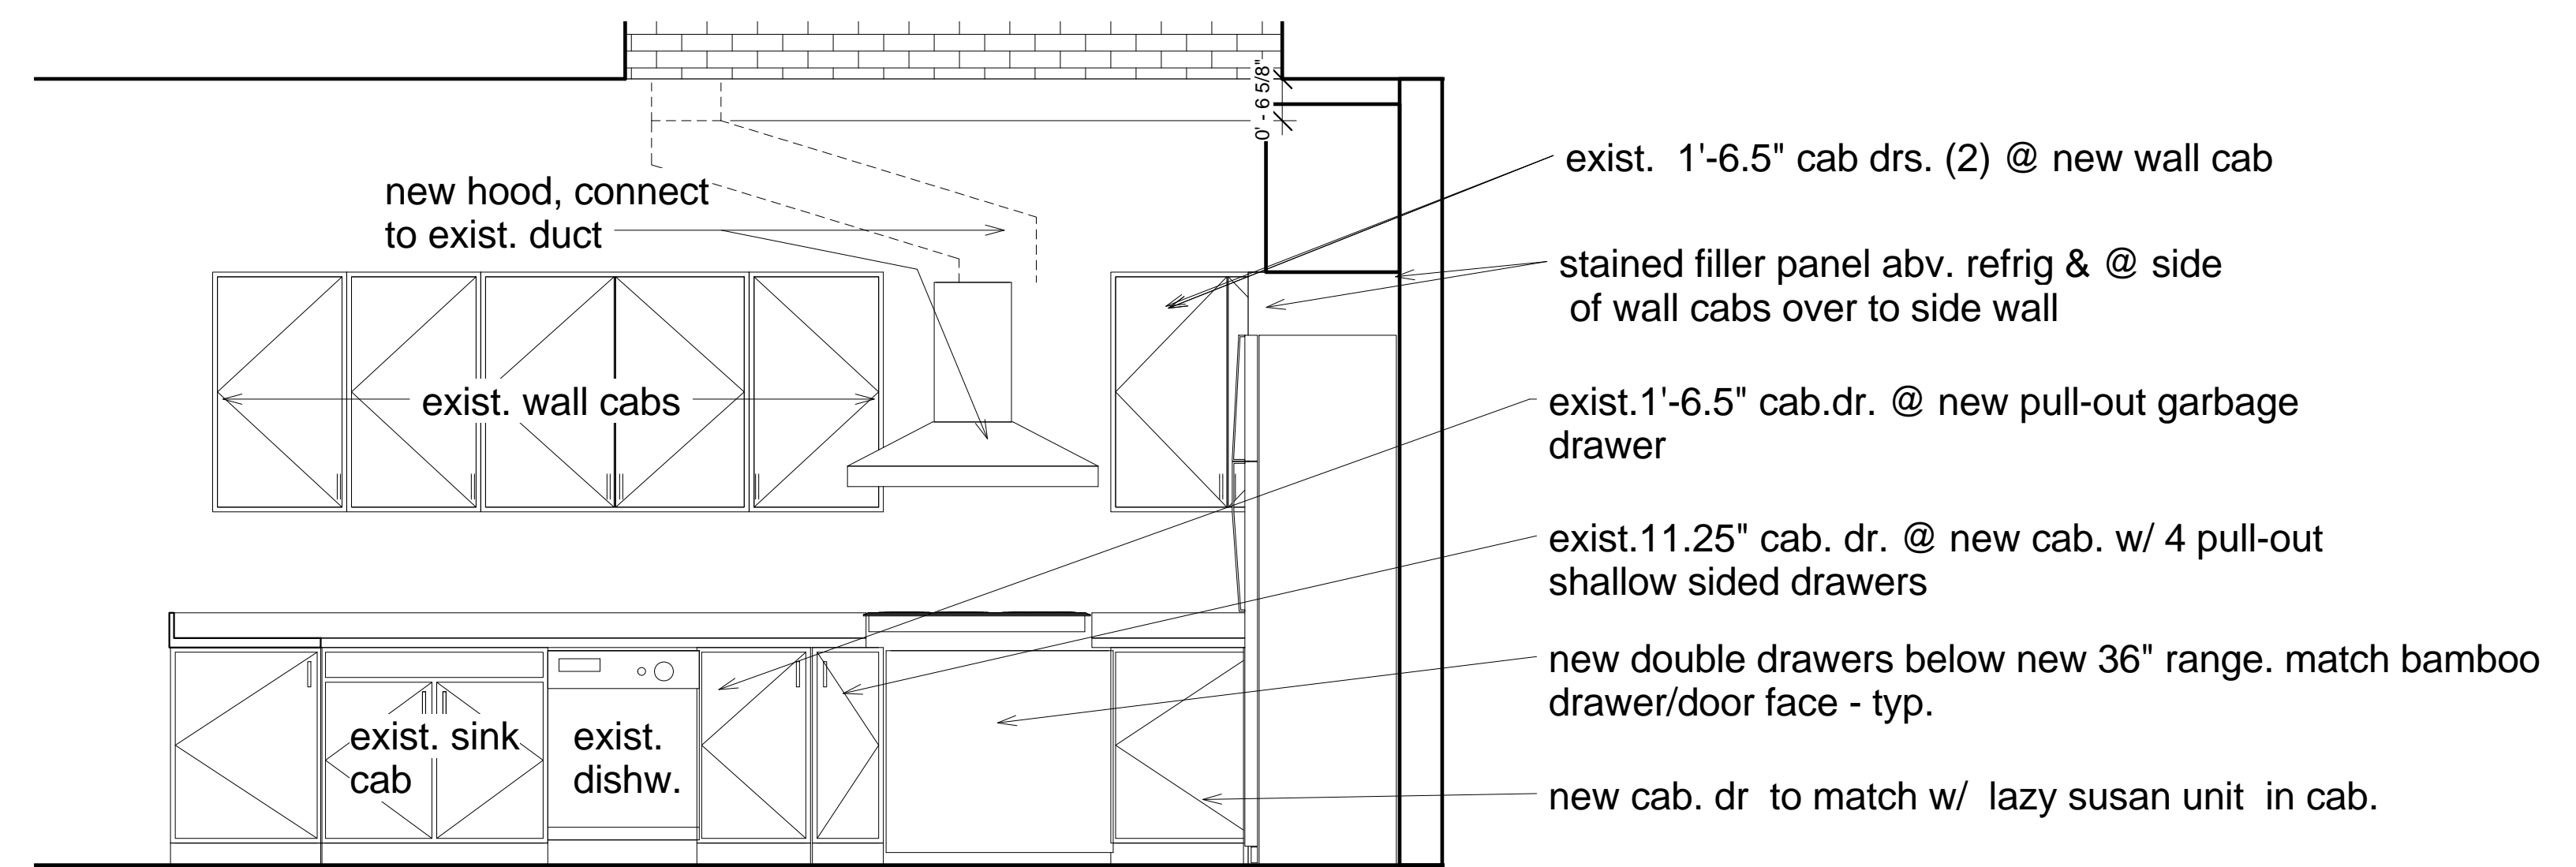 0' - 6 5/8"
new hood, connect
to exist. duct
exist. wall cabs
exist. sink
cab
exist.
dishw.
exist.  1'-6.5" cab drs. (2) @ new wall cab
stained filler panel abv. refrig & @ side
of wall cabs over to side wall
exist.1'-6.5" cab.dr. @ new pull-out garbage
drawer
exist.11.25" cab. dr. @ new cab. w/ 4 pull-out
shallow sided drawers
new double drawers below new 36" range. match bamboo
drawer/door face - typ.
new cab. dr  to match w/  lazy susan unit  in cab.